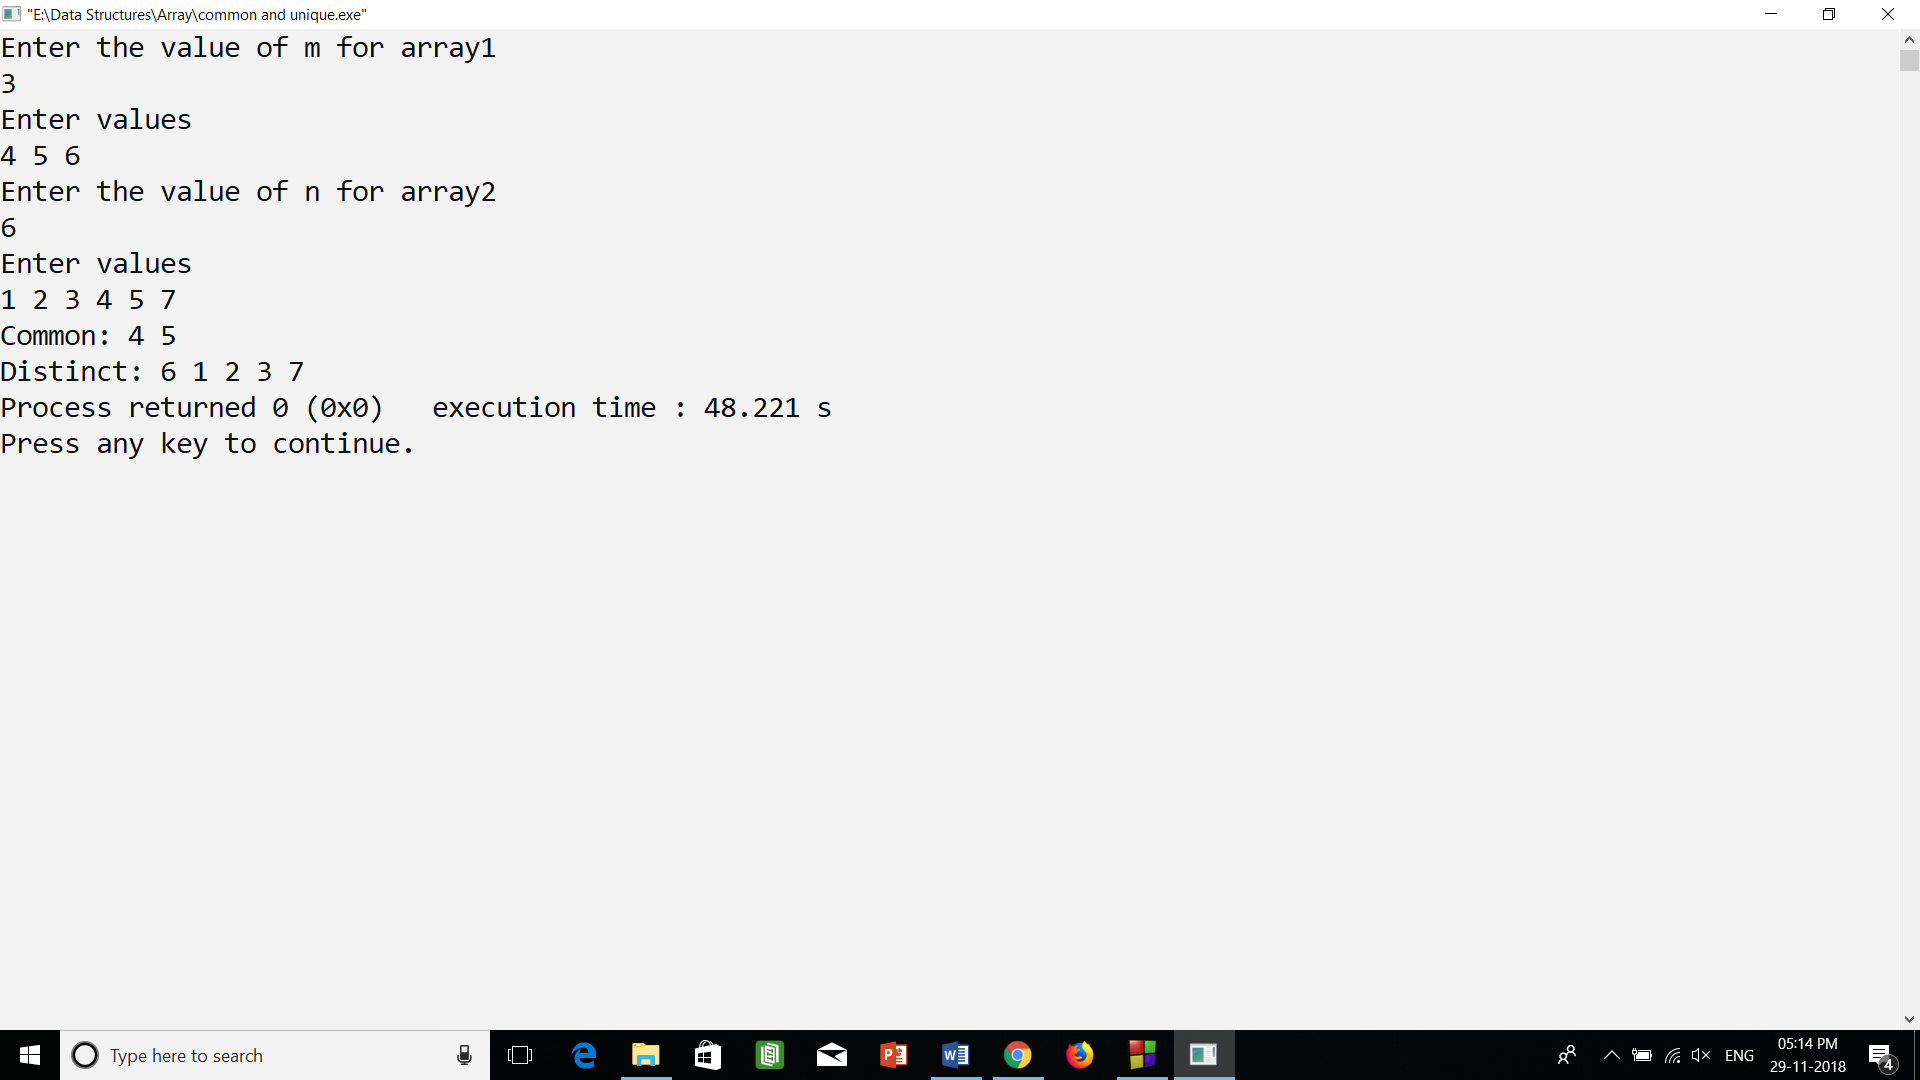 "E:\Data Structures\Array\common and unique.exe"
Enter the value of m for array1
3
Enter values
4 5 6
Enter the value of n for array2
6
Enter values
1 2 3 4 5 7
Common: 4 5
Distinct: 6 1 2 3 7
Process returned 0 (0x0)   execution time : 48.221 s
Press any key to continue.
Type here to search
ENG
05:14 PM
29-11-2018
4